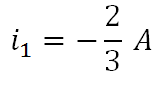 i₁ = −2/3 A